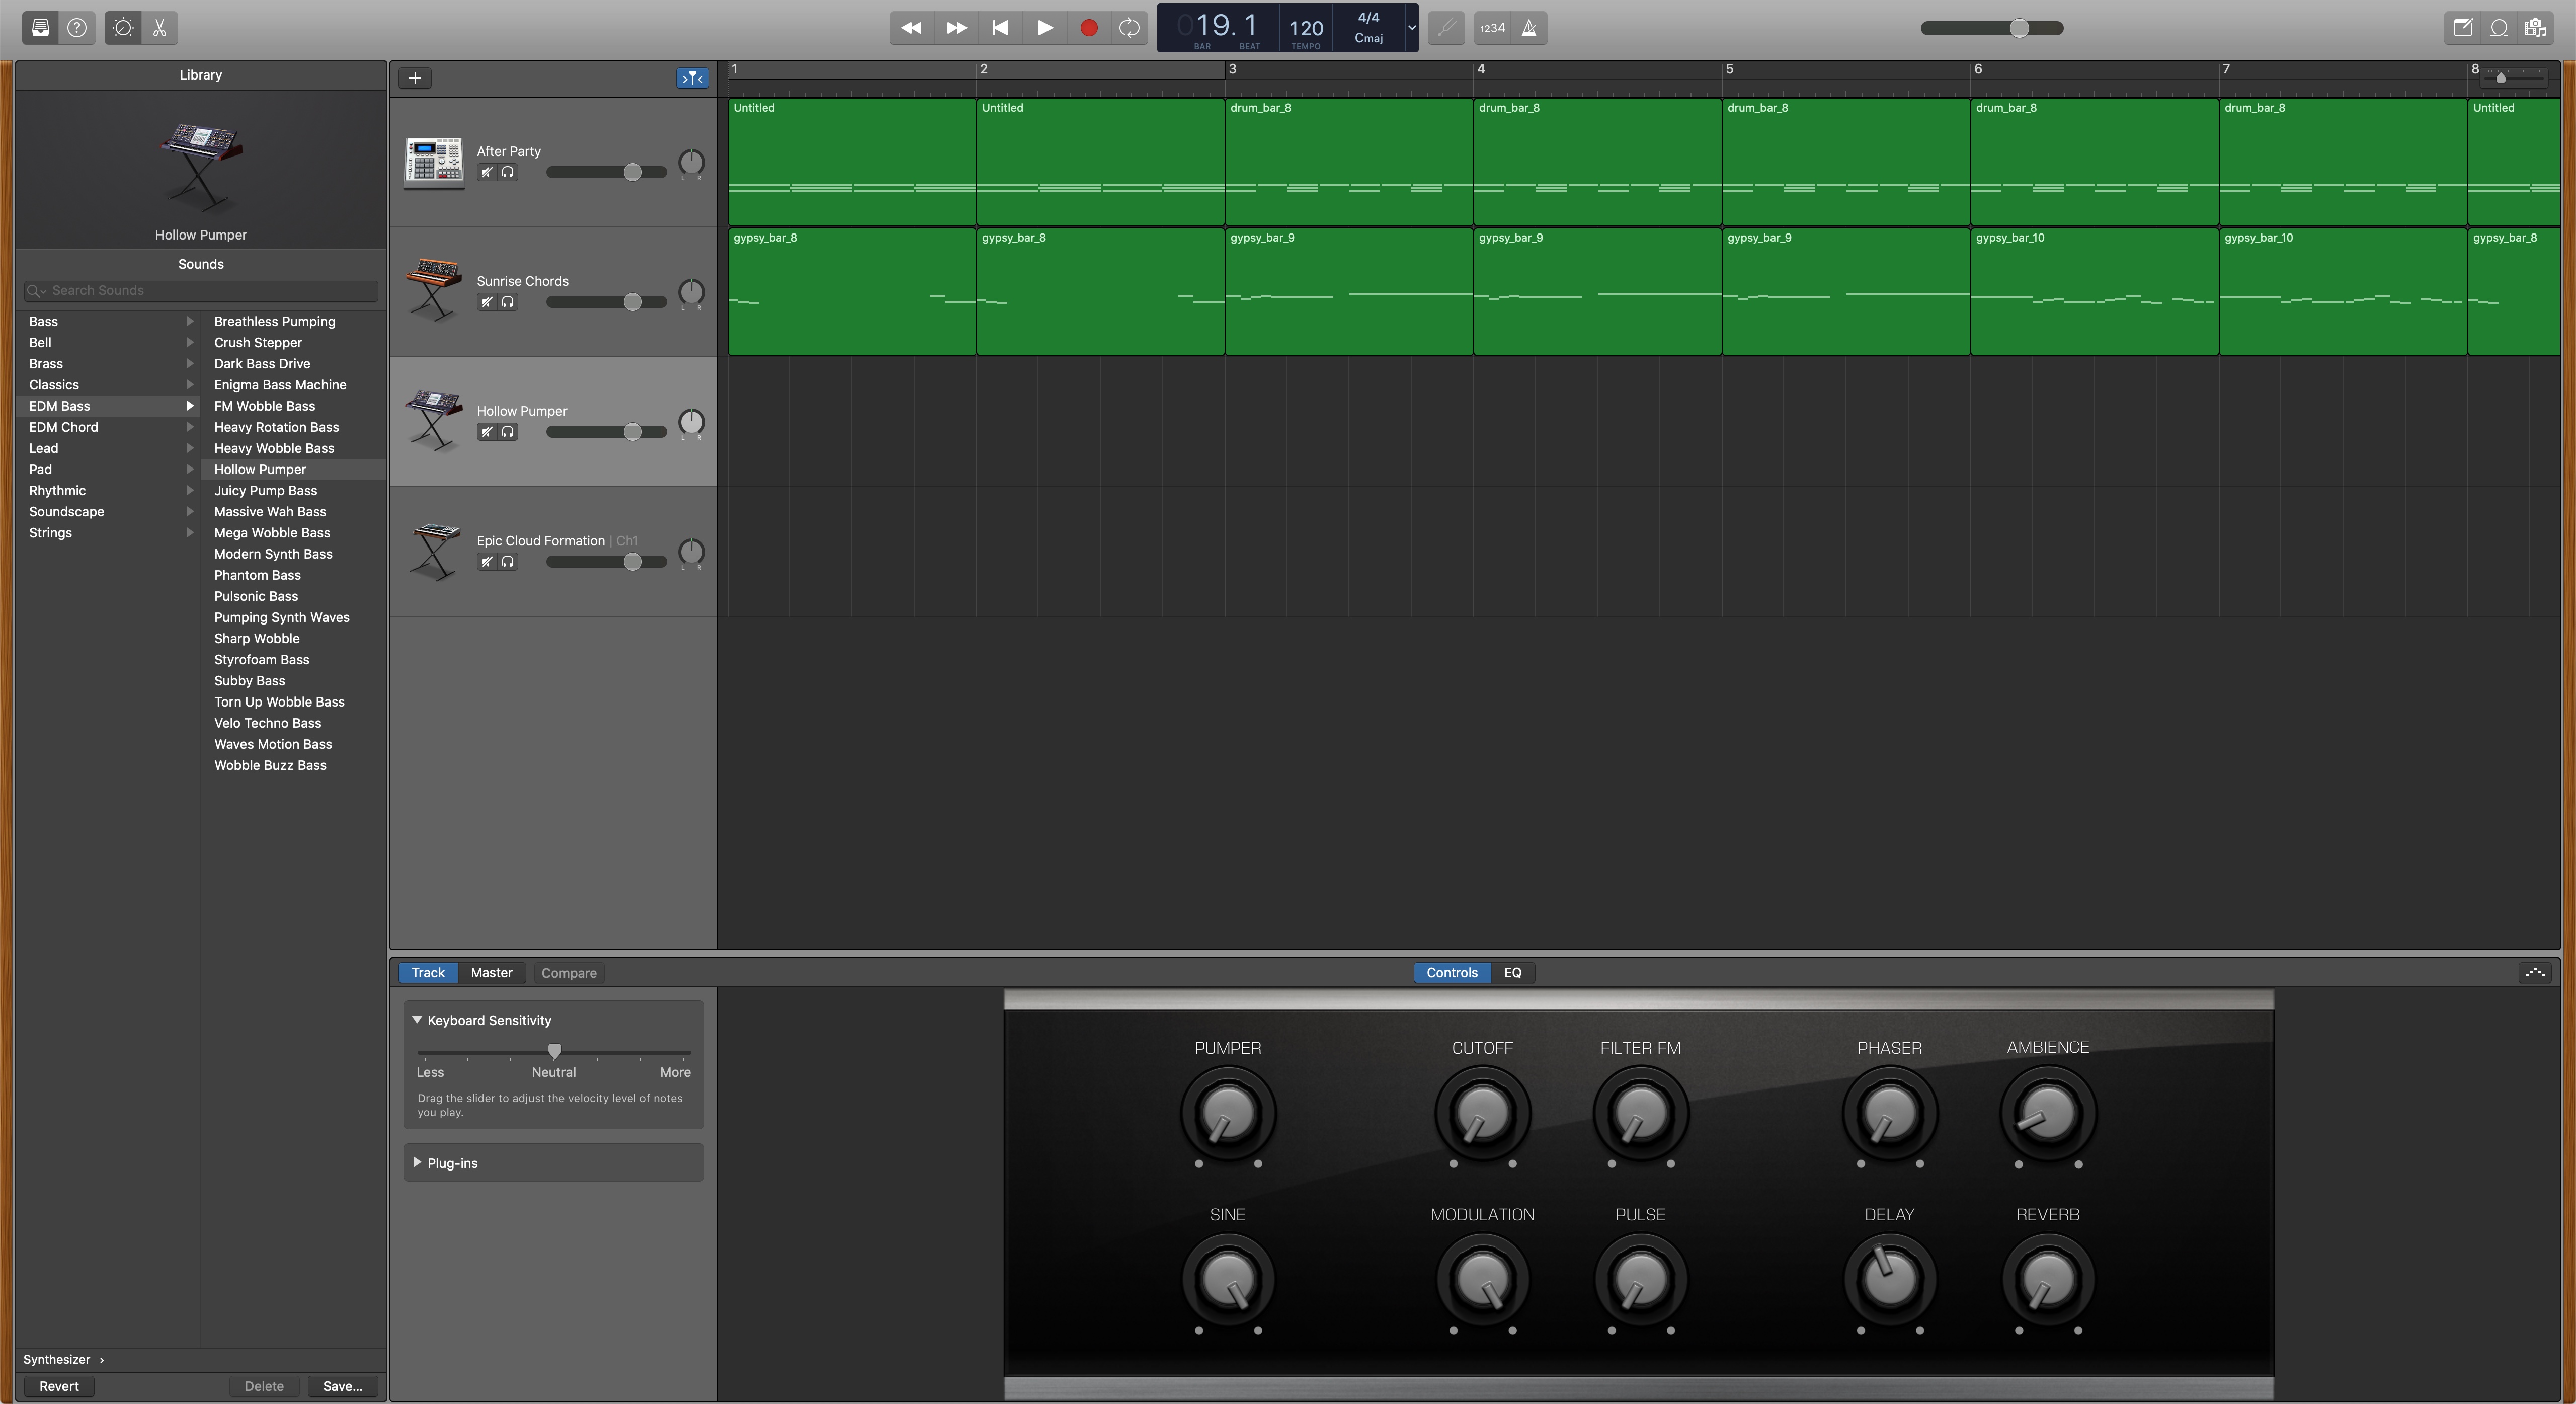 019.1
BAR
BEAT
120
TEMPO
4/4
Cmaj
1234
Library
Hollow Pumper
Sounds
Search Sounds
Bass
Bell
Brass
Classics
EDM Bass
EDM Chord
Lead
Pad
Rhythmic
Soundscape
Strings
Breathless Pumping
Crush Stepper
Dark Bass Drive
Enigma Bass Machine
FM Wobble Bass
Heavy Rotation Bass
Heavy Wobble Bass
Hollow Pumper
Juicy Pump Bass
Massive Wah Bass
Mega Wobble Bass
Modern Synth Bass
Phantom Bass
Pulsonic Bass
Pumping Synth Waves
Sharp Wobble
Styrofoam Bass
Subby Bass
Torn Up Wobble Bass
Velo Techno Bass
Waves Motion Bass
Wobble Buzz Bass
Synthesizer ›
Revert
Delete
Save...
1 2 3 4 5 6 7 8
After Party
L R
Untitled Untitled drum_bar_8 drum_bar_8 drum_bar_8 drum_bar_8 drum_bar_8 Untitled
Sunrise Chords
L R
gypsy_bar_8 gypsy_bar_8 gypsy_bar_9 gypsy_bar_9 gypsy_bar_9 gypsy_bar_10 gypsy_bar_10 gypsy_bar_8
Hollow Pumper
L R
Epic Cloud Formation | Ch1
L R
Track
Master
Compare
Controls
EQ
Keyboard Sensitivity
Less Neutral More
Drag the slider to adjust the velocity level of notes
you play.
Plug-ins
PUMPER CUTOFF FILTER FM PHASER AMBIENCE
SINE MODULATION PULSE DELAY REVERB